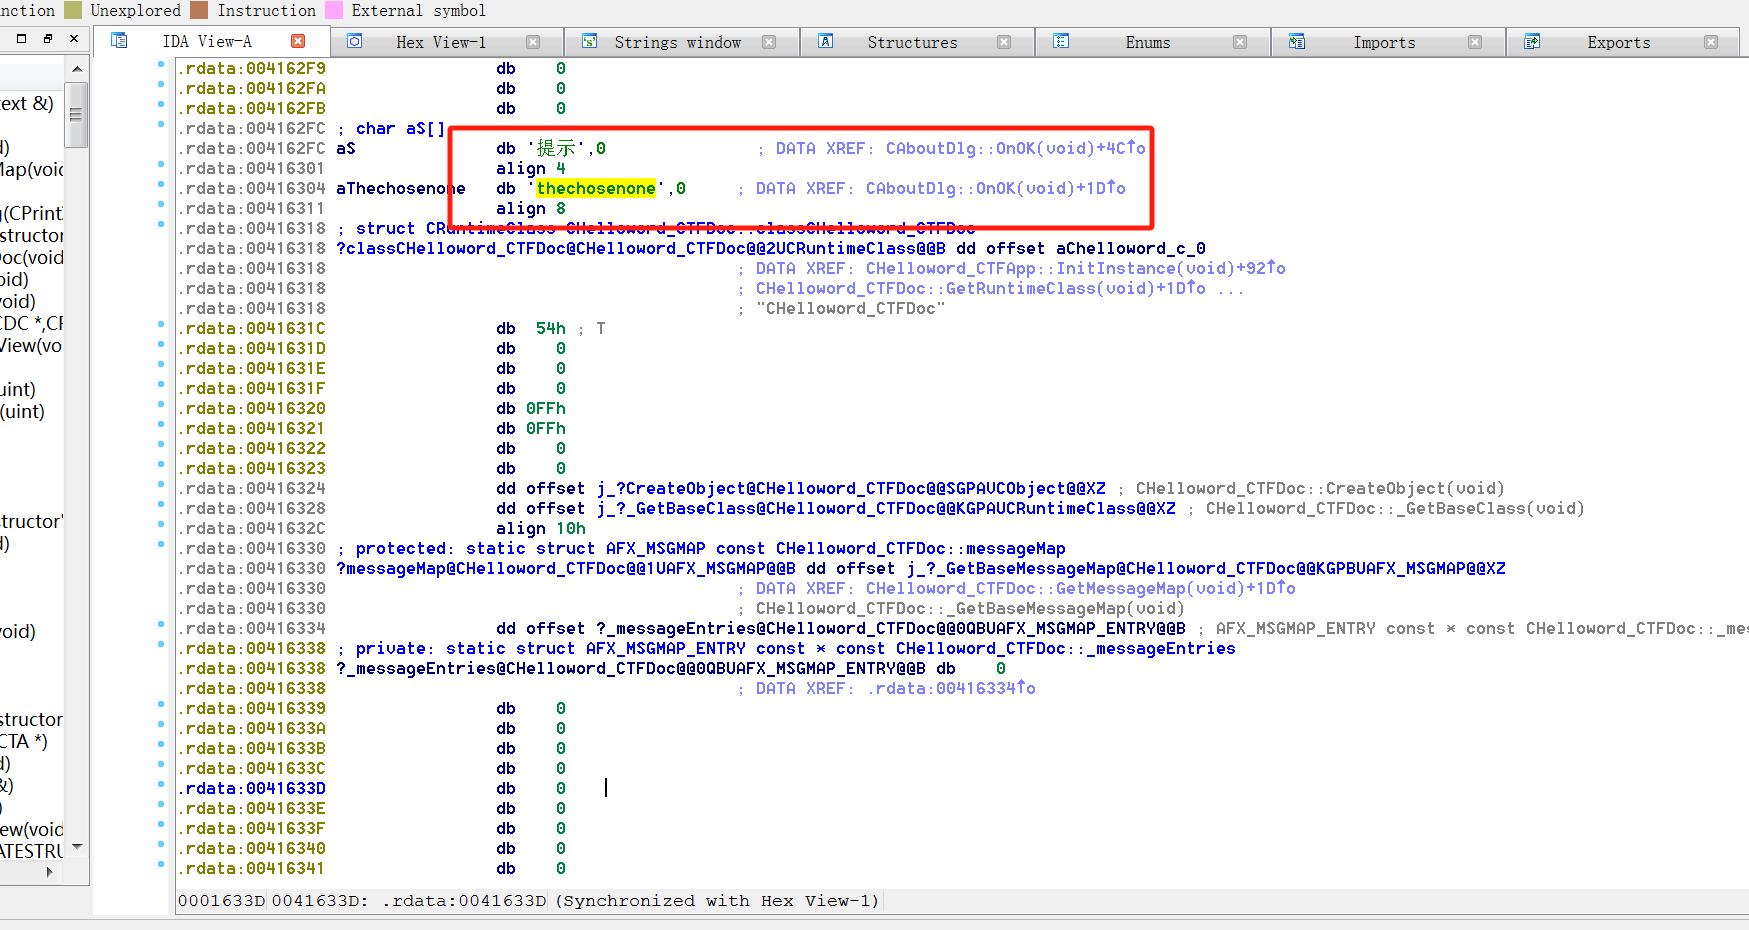 nction Unexplored Instruction External symbol
IDA View-A Hex View-1 Strings window Structures Enums Imports Exports
text &)
d)
Map(void
g(CPrint
structor
Doc(void
oid)
void)
CDC *,CF
View(vo
uint)
(uint)
structor'
d)
void)
structor
CTA *)
d)
&)
)
ew(void
ATESTRU
.rdata:004162F9 db 0
.rdata:004162FA db 0
.rdata:004162FB db 0
.rdata:004162FC ; char aS[]
.rdata:004162FC aS db '提示',0 ; DATA XREF: CAboutDlg::OnOK(void)+4C↑o
.rdata:00416301 align 4
.rdata:00416304 aThechosenone db 'thechosenone',0 ; DATA XREF: CAboutDlg::OnOK(void)+1D↑o
.rdata:00416311 align 8
.rdata:00416318 ; struct CRuntimeClass CHelloword_CTFDoc::classCHelloword_CTFDoc
.rdata:00416318 ?classCHelloword_CTFDoc@CHelloword_CTFDoc@@2UCRuntimeClass@@B dd offset aChelloword_c_0
.rdata:00416318 ; DATA XREF: CHelloword_CTFApp::InitInstance(void)+92↑o
.rdata:00416318 ; CHelloword_CTFDoc::GetRuntimeClass(void)+1D↑o ...
.rdata:00416318 ; "CHelloword_CTFDoc"
.rdata:0041631C db 54h ; T
.rdata:0041631D db 0
.rdata:0041631E db 0
.rdata:0041631F db 0
.rdata:00416320 db 0FFh
.rdata:00416321 db 0FFh
.rdata:00416322 db 0
.rdata:00416323 db 0
.rdata:00416324 dd offset j_?CreateObject@CHelloword_CTFDoc@@SGPAVCObject@@XZ ; CHelloword_CTFDoc::CreateObject(void)
.rdata:00416328 dd offset j_?_GetBaseClass@CHelloword_CTFDoc@@KGPAUCRuntimeClass@@XZ ; CHelloword_CTFDoc::_GetBaseClass(void)
.rdata:0041632C align 10h
.rdata:00416330 ; protected: static struct AFX_MSGMAP const CHelloword_CTFDoc::messageMap
.rdata:00416330 ?messageMap@CHelloword_CTFDoc@@1UAFX_MSGMAP@@B dd offset j_?_GetBaseMessageMap@CHelloword_CTFDoc@@KGPBUAFX_MSGMAP@@XZ
.rdata:00416330 ; DATA XREF: CHelloword_CTFDoc::GetMessageMap(void)+1D↑o
.rdata:00416330 ; CHelloword_CTFDoc::_GetBaseMessageMap(void)
.rdata:00416334 dd offset ?_messageEntries@CHelloword_CTFDoc@@0QBUAFX_MSGMAP_ENTRY@@B ; AFX_MSGMAP_ENTRY const * const CHelloword_CTFDoc::_mes
.rdata:00416338 ; private: static struct AFX_MSGMAP_ENTRY const * const CHelloword_CTFDoc::_messageEntries
.rdata:00416338 ?_messageEntries@CHelloword_CTFDoc@@0QBUAFX_MSGMAP_ENTRY@@B db 0
.rdata:00416338 ; DATA XREF: .rdata:00416334↑o
.rdata:00416339 db 0
.rdata:0041633A db 0
.rdata:0041633B db 0
.rdata:0041633C db 0
.rdata:0041633D db 0
.rdata:0041633E db 0
.rdata:0041633F db 0
.rdata:00416340 db 0
.rdata:00416341 db 0
0001633D 0041633D: .rdata:0041633D (Synchronized with Hex View-1)